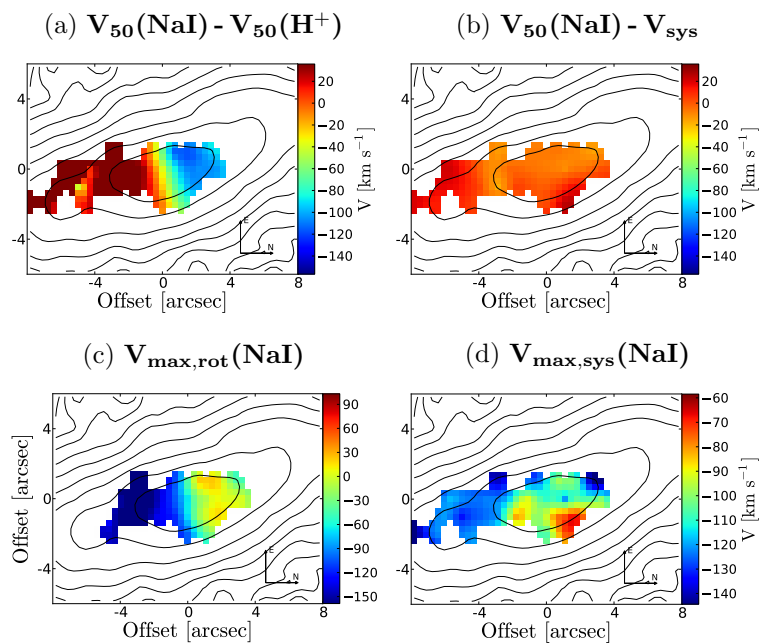 (a) V50(NaI) - V50(H+)
(b) V50(NaI) - Vsys
4
0
−4
20
0
−20
−40
−60
−80
−100
−120
−140
V [km s−1]
E
N
−4 0 4 8
Offset [arcsec]
4
0
−4
20
0
−20
−40
−60
−80
−100
−120
−140
V [km s−1]
E
N
−4 0 4 8
Offset [arcsec]
(c) Vmax,rot(NaI)
(d) Vmax,sys(NaI)
Offset [arcsec]
4
0
−4
90
60
30
0
−30
−60
−90
−120
−150
E
N
−4 0 4 8
Offset [arcsec]
4
0
−4
−60
−70
−80
−90
−100
−110
−120
−130
−140
V [km s−1]
E
N
−4 0 4 8
Offset [arcsec]